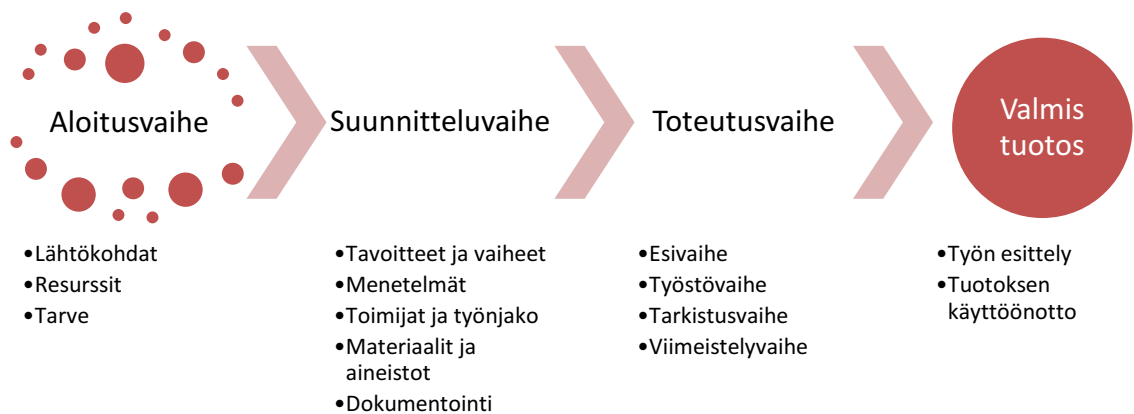 Aloitusvaihe
•Lähtökohdat
•Resurssit
•Tarve
Suunnitteluvaihe
•Tavoitteet ja vaiheet
•Menetelmät
•Toimijat ja työnjako
•Materiaalit ja
aineistot
•Dokumentointi
Toteutusvaihe
•Esivaihe
•Työstövaihe
•Tarkistusvaihe
•Viimeistelyvaihe
Valmis
tuotos
•Työn esittely
•Tuotoksen
käyttöönotto